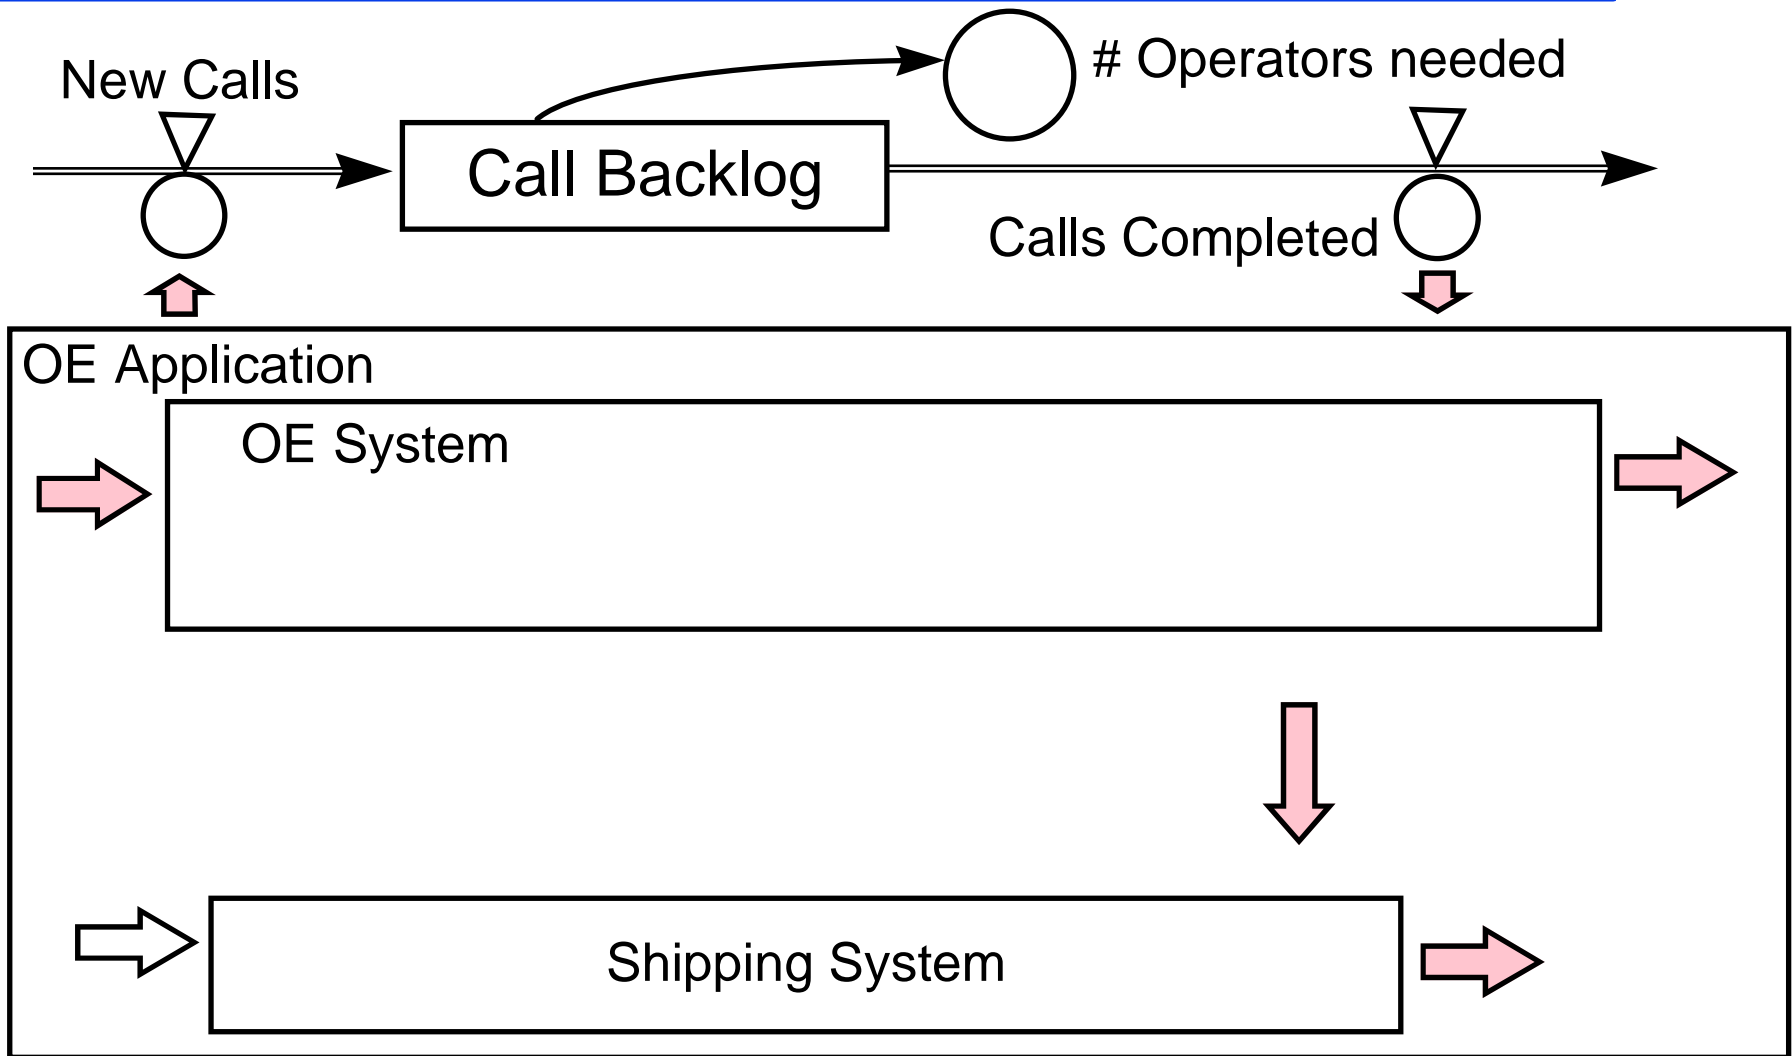 New Calls
# Operators needed
Call Backlog
Calls Completed
OE Application
OE System
Shipping System